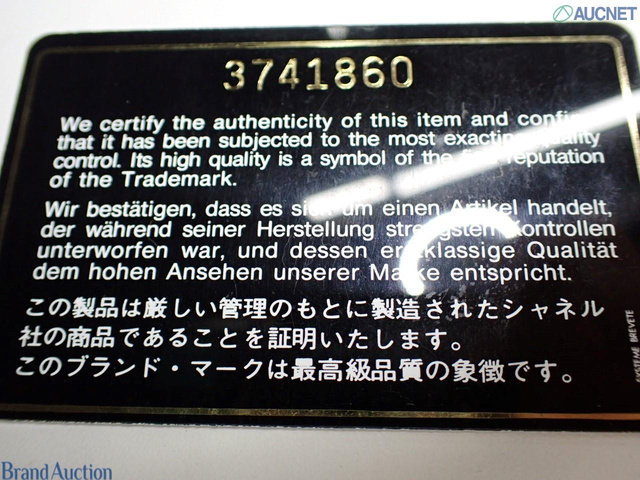 AUCNET
3741860
We certify the authenticity of this item and confirm
that it has been subjected to the most exacting quality
control. Its high quality is a symbol of the fine reputation
of the Trademark.
Wir bestätigen, dass es sich um einen Artikel handelt,
der während seiner Herstellung strengsten Kontrollen
unterworfen war, und dessen erstklassige Qualität
dem hohen Ansehen unserer Marke entspricht.
この製品は厳しい管理のもとに製造されたシャネル
社の商品であることを証明いたします。
このブランド・マークは最高級品質の象徴です。
SYSTEME BREVETE
Brand Auction